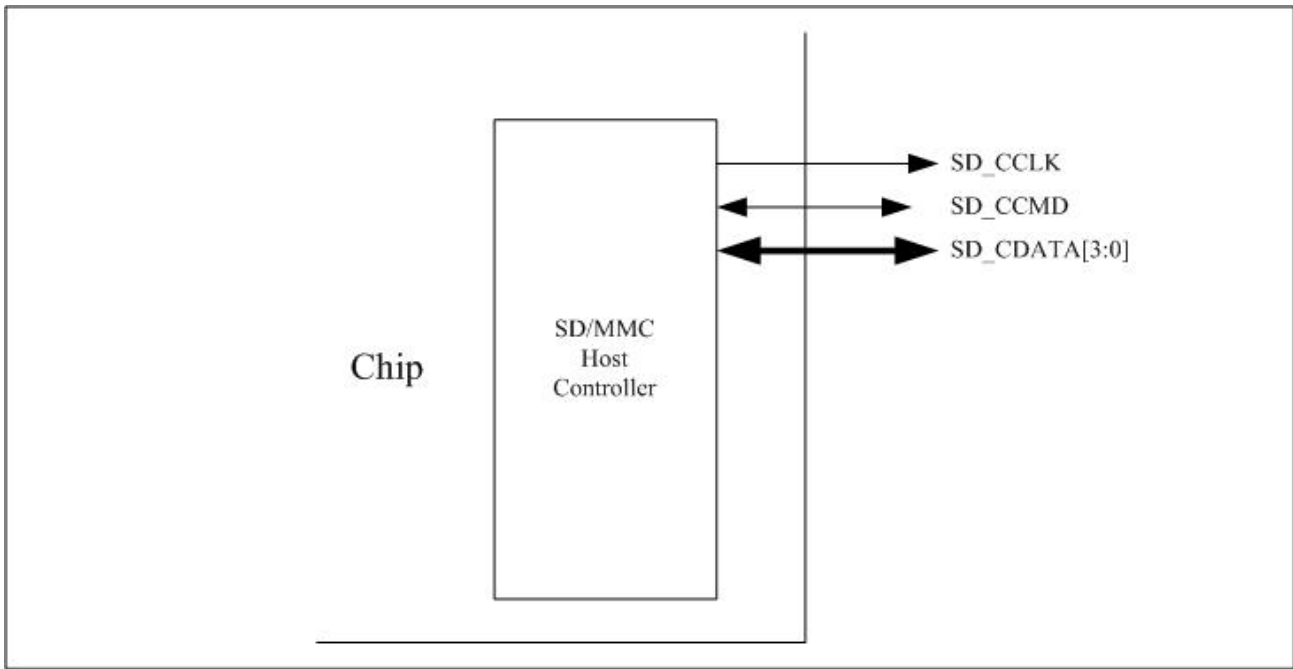 SD_CCLK
SD_CCMD
SD_CDATA[3:0]
SD/MMC
Host
Controller
Chip